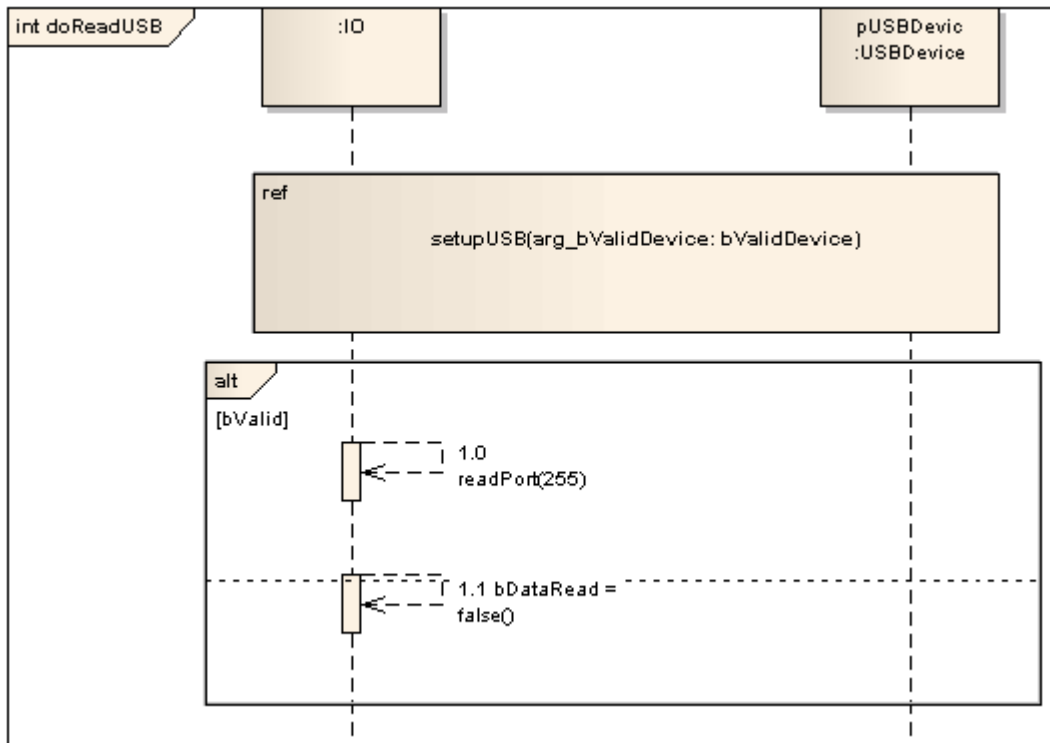 int doReadUSB
:IO
pUSBDevic
:USBDevice
ref
setupUSB(arg_bValidDevice: bValidDevice)
alt
[bValid]
1.0
readPort(255)
1.1 bDataRead =
false()